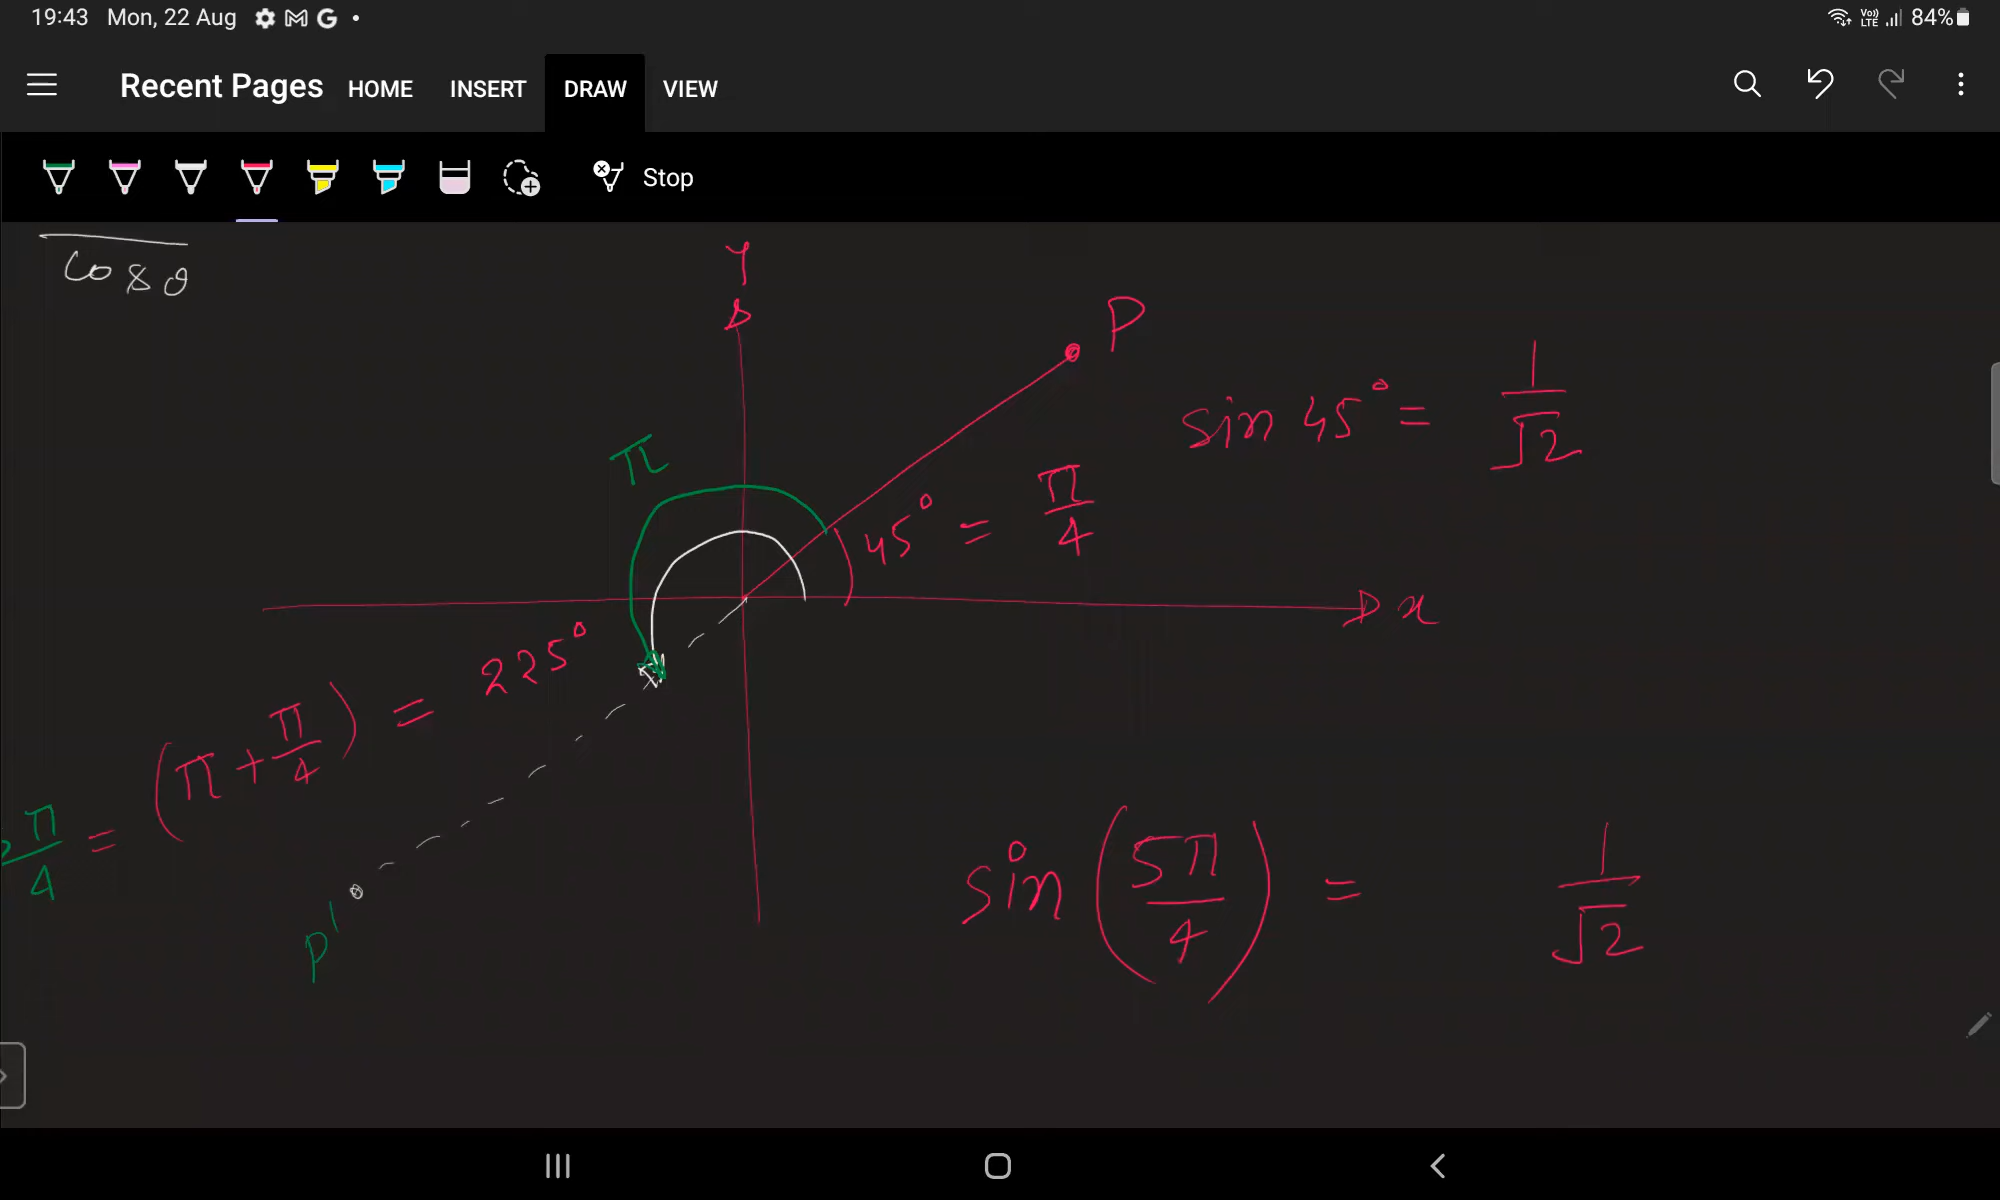 19:43 Mon, 22 Aug G 84%
Recent Pages HOME INSERT DRAW VIEW
Stop
cos θ
Y
P
sin 45° = 1/√2
π
45° = π/4
x
5π/4 = (π + π/4) = 225°
sin (5π/4) = 1/√2
P'